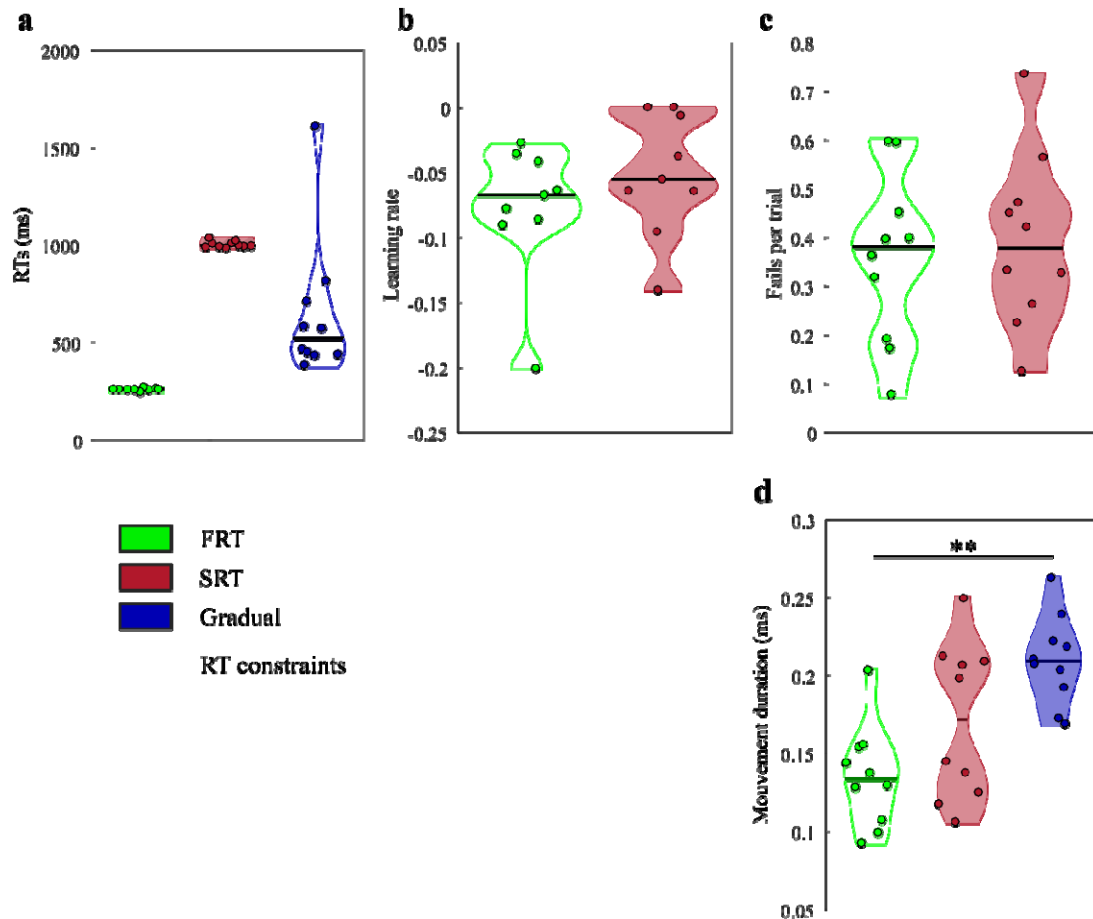 a
2000
1500
1000
500
0
RTs (ms)
b
0.05
0
-0.05
-0.1
-0.15
-0.2
-0.25
Learning rate
c
0.8
0.7
0.6
0.5
0.4
0.3
0.2
0.1
0
Fails per trial
FRT
SRT
Gradual
RT constraints
d
0.3
0.25
0.2
0.15
0.1
0.05
Mouvement duration (ms)
**